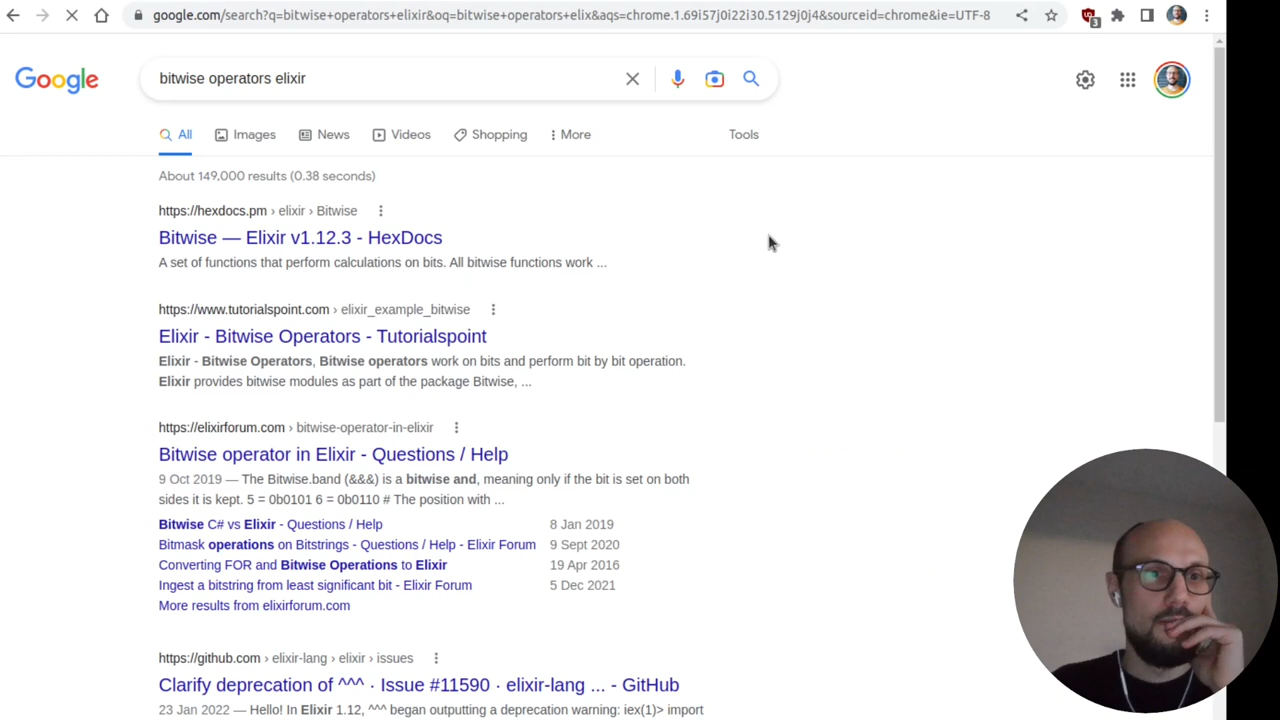 google.com/search?q=bitwise+operators+elixir&oq=bitwise+operators+elix&aqs=chrome.1.69i57j0i22i30.5129j0j4&sourceid=chrome&ie=UTF-8
3
Google
bitwise operators elixir
All Images News Videos Shopping More Tools
About 149,000 results (0.38 seconds)
https://hexdocs.pm › elixir › Bitwise
Bitwise — Elixir v1.12.3 - HexDocs
A set of functions that perform calculations on bits. All bitwise functions work ...
https://www.tutorialspoint.com › elixir_example_bitwise
Elixir - Bitwise Operators - Tutorialspoint
Elixir - Bitwise Operators, Bitwise operators work on bits and perform bit by bit operation.
Elixir provides bitwise modules as part of the package Bitwise, ...
https://elixirforum.com › bitwise-operator-in-elixir
Bitwise operator in Elixir - Questions / Help
9 Oct 2019 — The Bitwise.band (&&&) is a bitwise and, meaning only if the bit is set on both
sides it is kept. 5 = 0b0101 6 = 0b0110 # The position with ...
Bitwise C# vs Elixir - Questions / Help 8 Jan 2019
Bitmask operations on Bitstrings - Questions / Help - Elixir Forum 9 Sept 2020
Converting FOR and Bitwise Operations to Elixir 19 Apr 2016
Ingest a bitstring from least significant bit - Elixir Forum 5 Dec 2021
More results from elixirforum.com
https://github.com › elixir-lang › elixir › issues
Clarify deprecation of ^^^ · Issue #11590 · elixir-lang ... - GitHub
23 Jan 2022 — Hello! In Elixir 1.12, ^^^ began outputting a deprecation warning: iex(1)> import